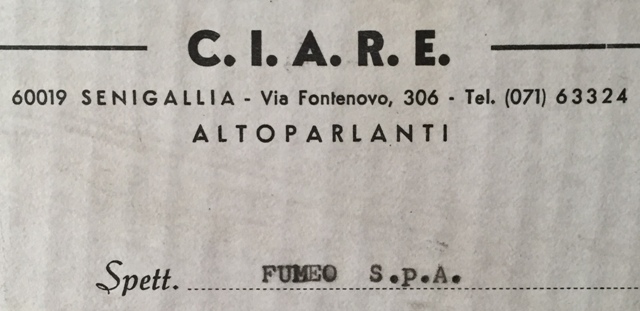 C. I. A. R. E.
60019 SENIGALLIA - Via Fontenovo, 306 - Tel. (071) 63324
ALTOPARLANTI
Spett. FUMEO S.p.A.